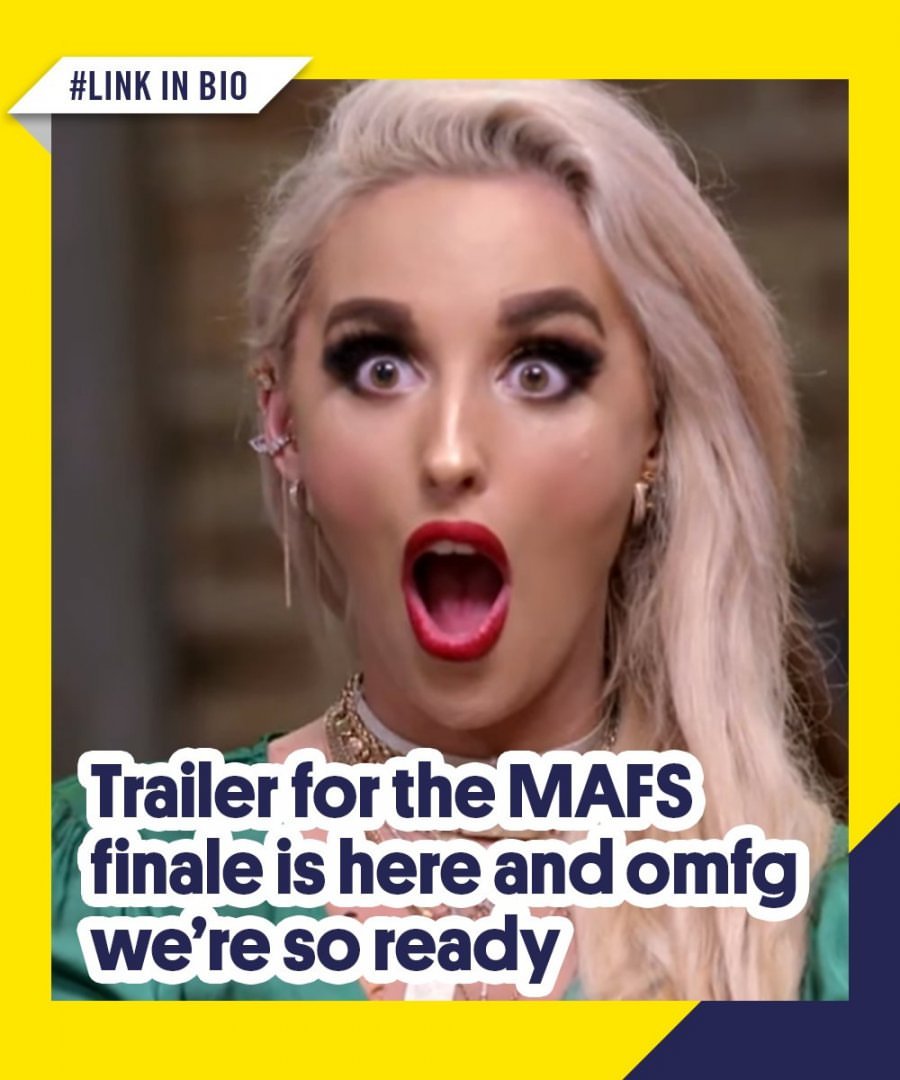 #LINK IN BIO
Trailer for the MAFS
finale is here and omfg
we're so ready